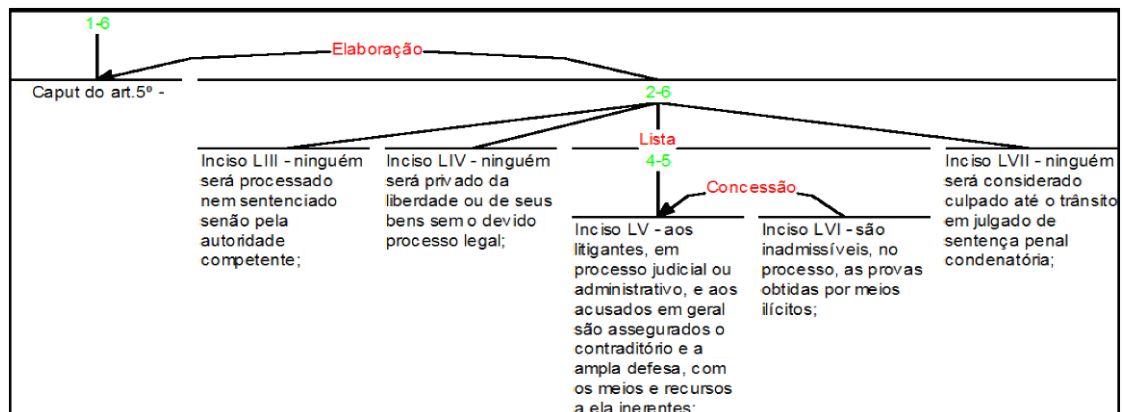 1-6
Elaboração
Caput do art.5º -
2-6
Lista
Inciso LIII - ninguém
será processado
nem sentenciado
senão pela
autoridade
competente;
Inciso LIV - ninguém
será privado da
liberdade ou de seus
bens sem o devido
processo legal;
4-5
Concessão
Inciso LV - aos
litigantes, em
processo judicial ou
administrativo, e aos
acusados em geral
são assegurados o
contraditório e a
ampla defesa, com
os meios e recursos
a ela inerentes;
Inciso LVI - são
inadmissíveis, no
processo, as provas
obtidas por meios
ilícitos;
Inciso LVII - ninguém
será considerado
culpado até o trânsito
em julgado de
sentença penal
condenatória;